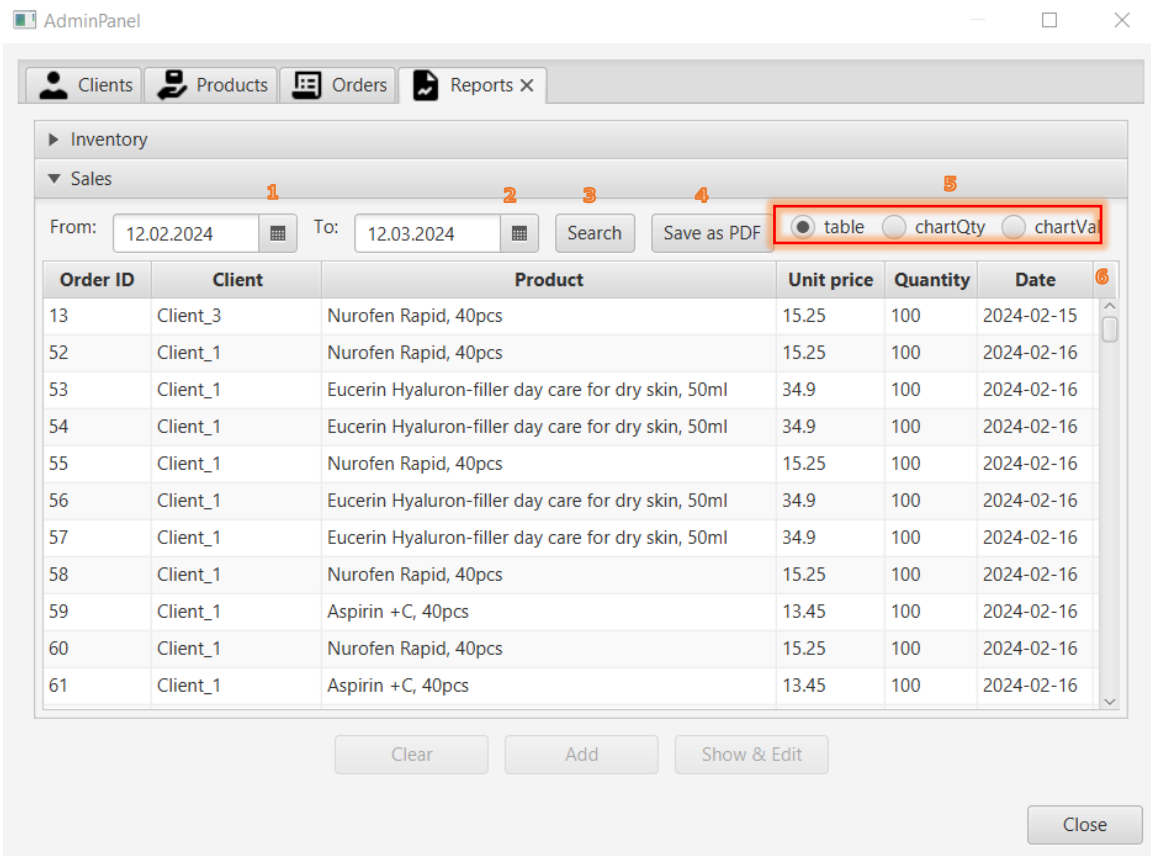 AdminPanel
Clients Products Orders Reports
Inventory
Sales
1 2 3 4 5
From: 12.02.2024 To: 12.03.2024 Search Save as PDF table chartQty chartVal
Order ID Client Product Unit price Quantity Date 6
13 Client_3 Nurofen Rapid, 40pcs 15.25 100 2024-02-15
52 Client_1 Nurofen Rapid, 40pcs 15.25 100 2024-02-16
53 Client_1 Eucerin Hyaluron-filler day care for dry skin, 50ml 34.9 100 2024-02-16
54 Client_1 Eucerin Hyaluron-filler day care for dry skin, 50ml 34.9 100 2024-02-16
55 Client_1 Nurofen Rapid, 40pcs 15.25 100 2024-02-16
56 Client_1 Eucerin Hyaluron-filler day care for dry skin, 50ml 34.9 100 2024-02-16
57 Client_1 Eucerin Hyaluron-filler day care for dry skin, 50ml 34.9 100 2024-02-16
58 Client_1 Nurofen Rapid, 40pcs 15.25 100 2024-02-16
59 Client_1 Aspirin +C, 40pcs 13.45 100 2024-02-16
60 Client_1 Nurofen Rapid, 40pcs 15.25 100 2024-02-16
61 Client_1 Aspirin +C, 40pcs 13.45 100 2024-02-16
Clear Add Show & Edit
Close